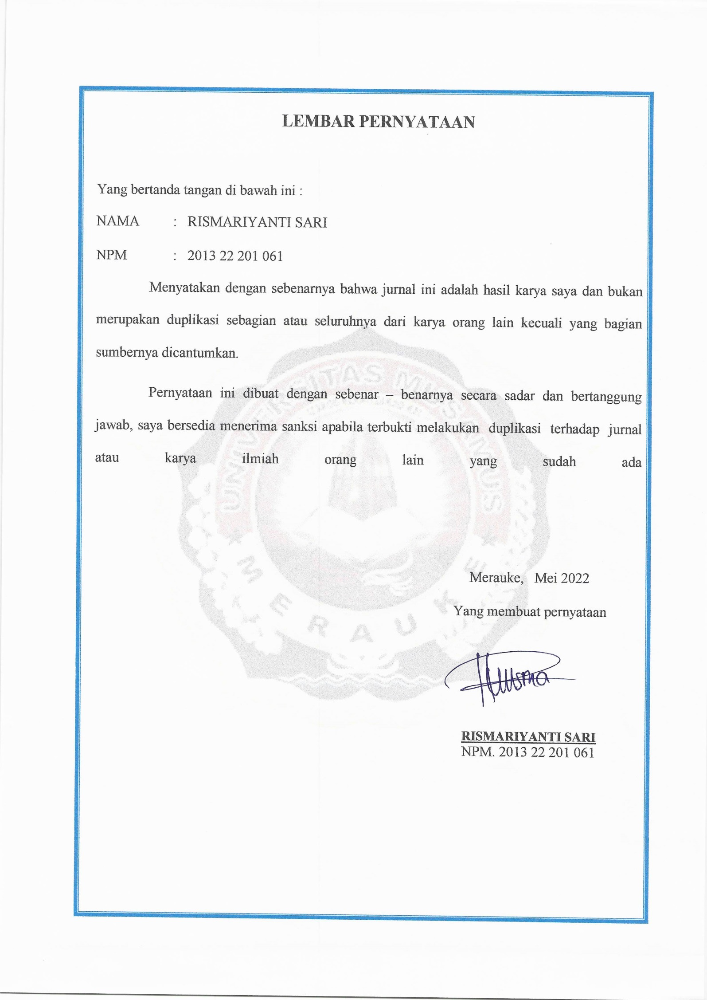 LEMBAR PERNYATAAN
Yang bertanda tangan di bawah ini :
NAMA : RISMARIYANTI SARI
NPM : 2013 22 201 061
Menyatakan dengan sebenarnya bahwa jurnal ini adalah hasil karya saya dan bukan
merupakan duplikasi sebagian atau seluruhnya dari karya orang lain kecuali yang bagian
sumbernya dicantumkan.
Pernyataan ini dibuat dengan sebenar – benarnya secara sadar dan bertanggung
jawab, saya bersedia menerima sanksi apabila terbukti melakukan duplikasi terhadap jurnal
atau karya ilmiah orang lain yang sudah ada
UNIVERSITAS MUSAMUS
MERAUKE
Merauke, Mei 2022
Yang membuat pernyataan
RISMARIYANTI SARI
NPM. 2013 22 201 061